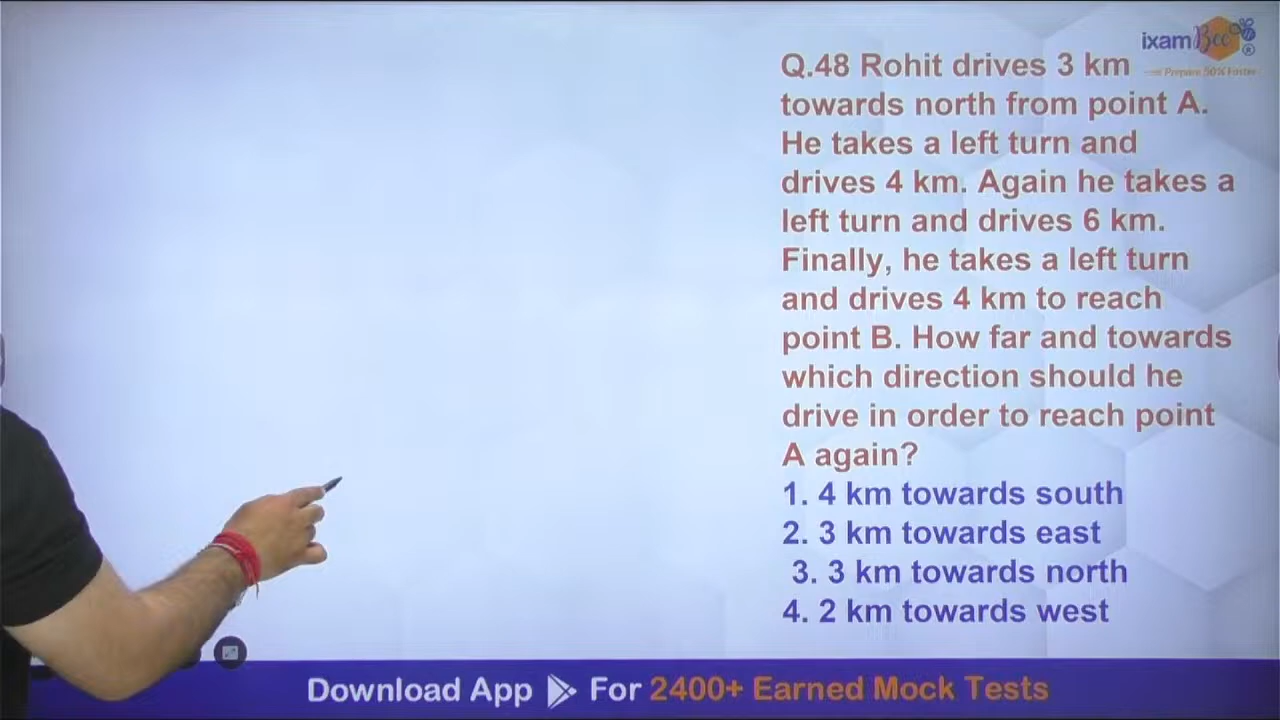 ixamBee
®
Prepare 50% Faster
Q.48 Rohit drives 3 km
towards north from point A.
He takes a left turn and
drives 4 km. Again he takes a
left turn and drives 6 km.
Finally, he takes a left turn
and drives 4 km to reach
point B. How far and towards
which direction should he
drive in order to reach point
A again?
1. 4 km towards south
2. 3 km towards east
3. 3 km towards north
4. 2 km towards west
Download App For 2400+ Earned Mock Tests